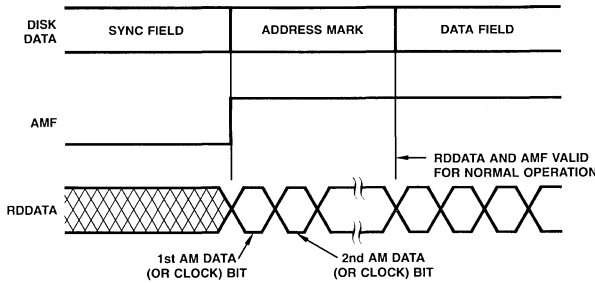 DISK
DATA
SYNC FIELD
ADDRESS MARK
DATA FIELD
AMF
RDDATA AND AMF VALID
FOR NORMAL OPERATION
RDDATA
1st AM DATA
(OR CLOCK) BIT
2nd AM DATA
(OR CLOCK) BIT